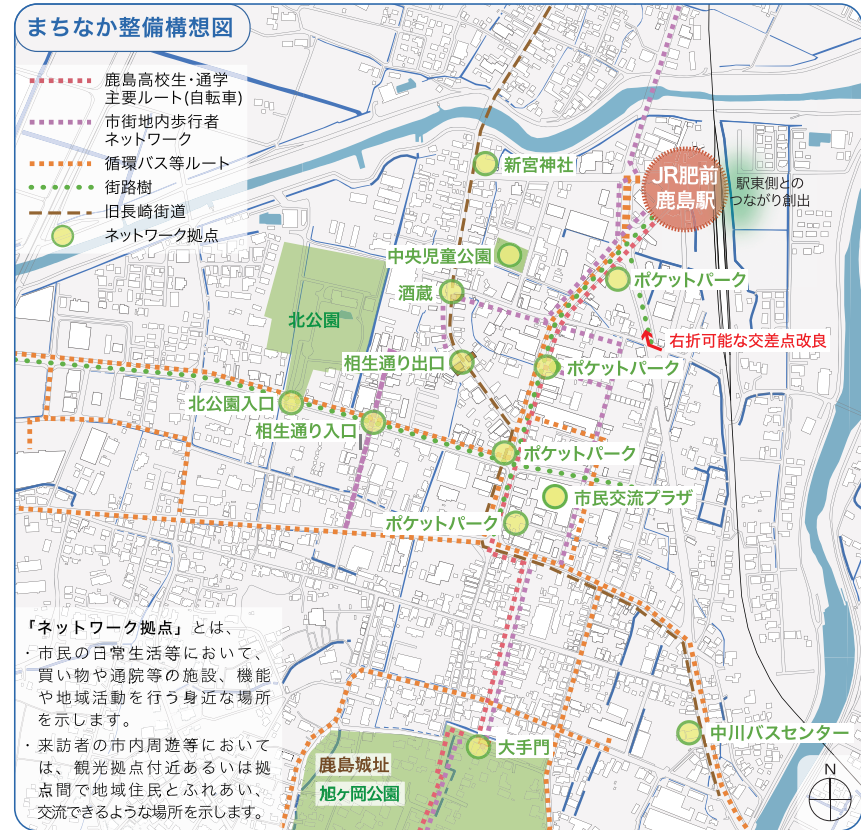 まちなか整備構想図
鹿島高校生・通学
主要ルート(自転車)
市街地内歩行者
ネットワーク
循環バス等ルート
街路樹
旧長崎街道
ネットワーク拠点
新宮神社
JR肥前
鹿島駅
駅東側との
つながり創出
中央児童公園
酒蔵
ポケットパーク
北公園
右折可能な交差点改良
相生通り出口
ポケットパーク
北公園入口
相生通り入口
ポケットパーク
市民交流プラザ
ポケットパーク
「ネットワーク拠点」とは、
・市民の日常生活等において、
買い物や通院等の施設、機能
や地域活動を行う身近な場所
を示します。
・来訪者の市内周遊等において
は、観光拠点付近あるいは拠
点間で地域住民とふれあい、
交流できるような場所を示します。
大手門
中川バスセンター
鹿島城址
旭ヶ岡公園
N